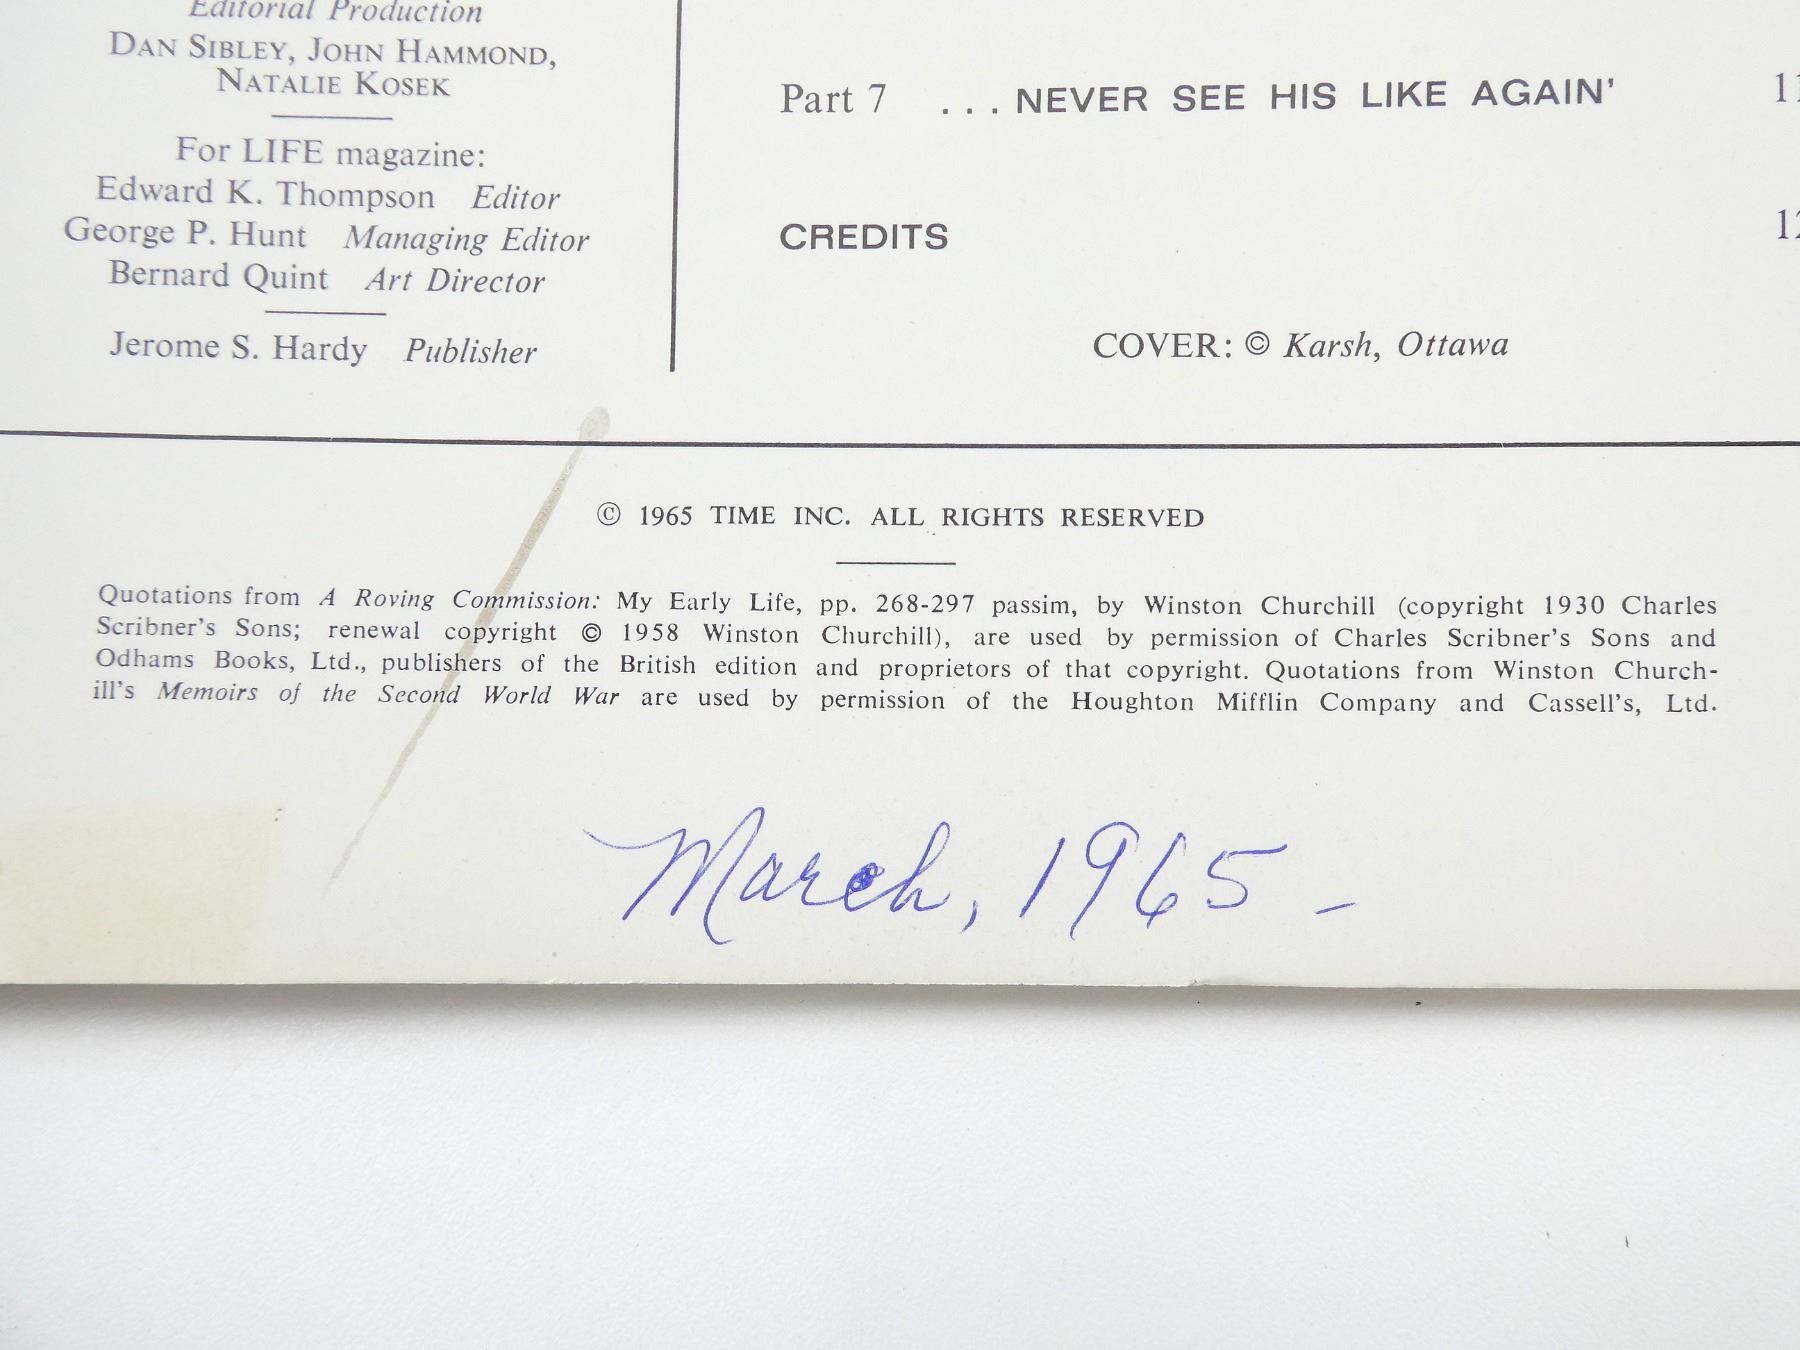 Editorial Production
DAN SIBLEY, JOHN HAMMOND,
NATALIE KOSEK
For LIFE magazine:
Edward K. Thompson Editor
George P. Hunt Managing Editor
Bernard Quint Art Director
Jerome S. Hardy Publisher
Part 7 ... NEVER SEE HIS LIKE AGAIN'
CREDITS
COVER: © Karsh, Ottawa
© 1965 TIME INC. ALL RIGHTS RESERVED
Quotations from A Roving Commission: My Early Life, pp. 268-297 passim, by Winston Churchill (copyright 1930 Charles
Scribner's Sons; renewal copyright © 1958 Winston Churchill), are used by permission of Charles Scribner's Sons and
Odhams Books, Ltd., publishers of the British edition and proprietors of that copyright. Quotations from Winston Church-
ill's Memoirs of the Second World War are used by permission of the Houghton Mifflin Company and Cassell's, Ltd.
March, 1965 -